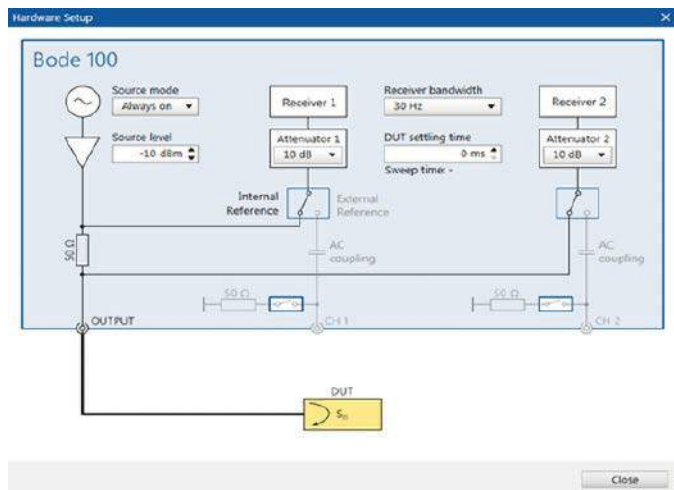 Hardware Setup
Bode 100
Source mode
Always on
Source level
-10 dBm
Receiver 1
Attenuator 1
10 dB
Receiver bandwidth
30 Hz
DUT settling time
0 ms
Sweep time: -
Receiver 2
Attenuator 2
10 dB
Internal
Reference
External
Reference
50 Ω
AC
coupling
AC
coupling
50 Ω
50 Ω
OUTPUT
CH 1
CH 2
DUT
Close